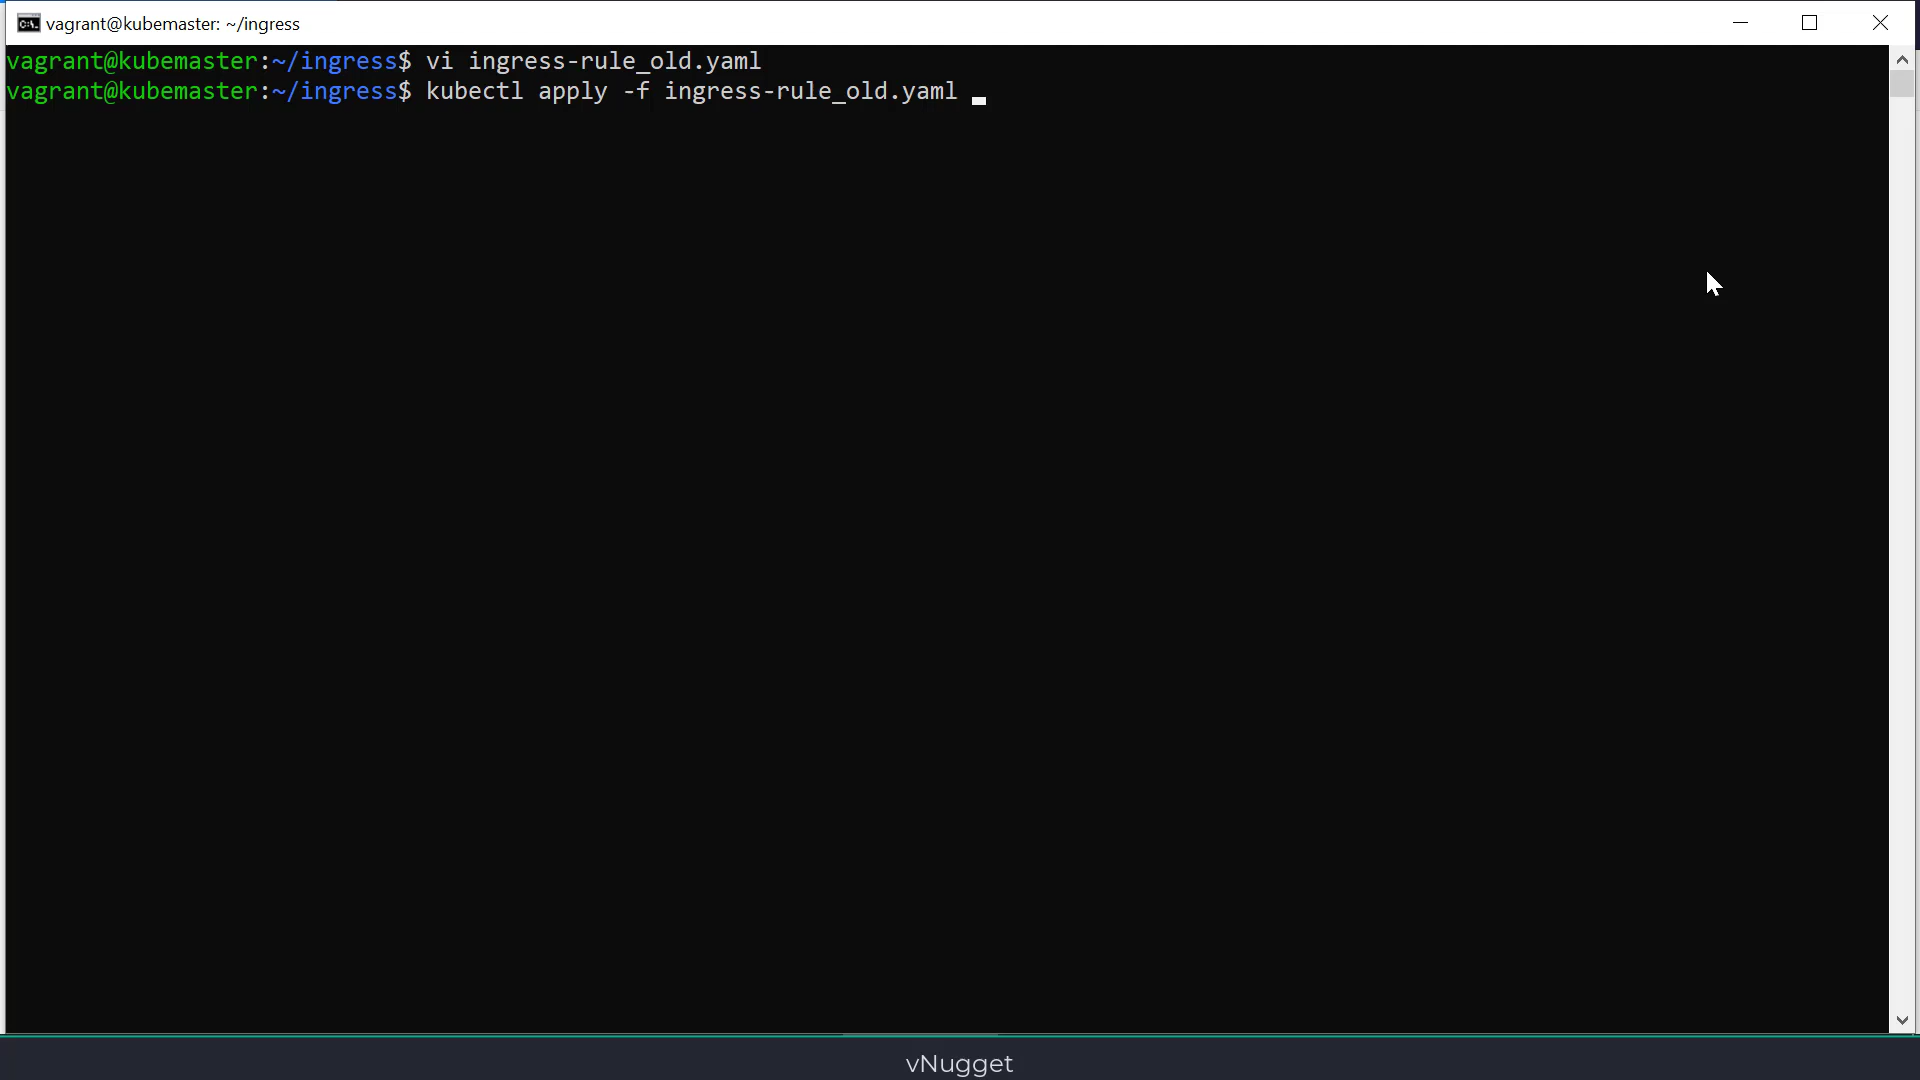 vagrant@kubemaster: ~/ingress
vagrant@kubemaster:~/ingress$ vi ingress-rule_old.yaml
vagrant@kubemaster:~/ingress$ kubectl apply -f ingress-rule_old.yaml
vNugget